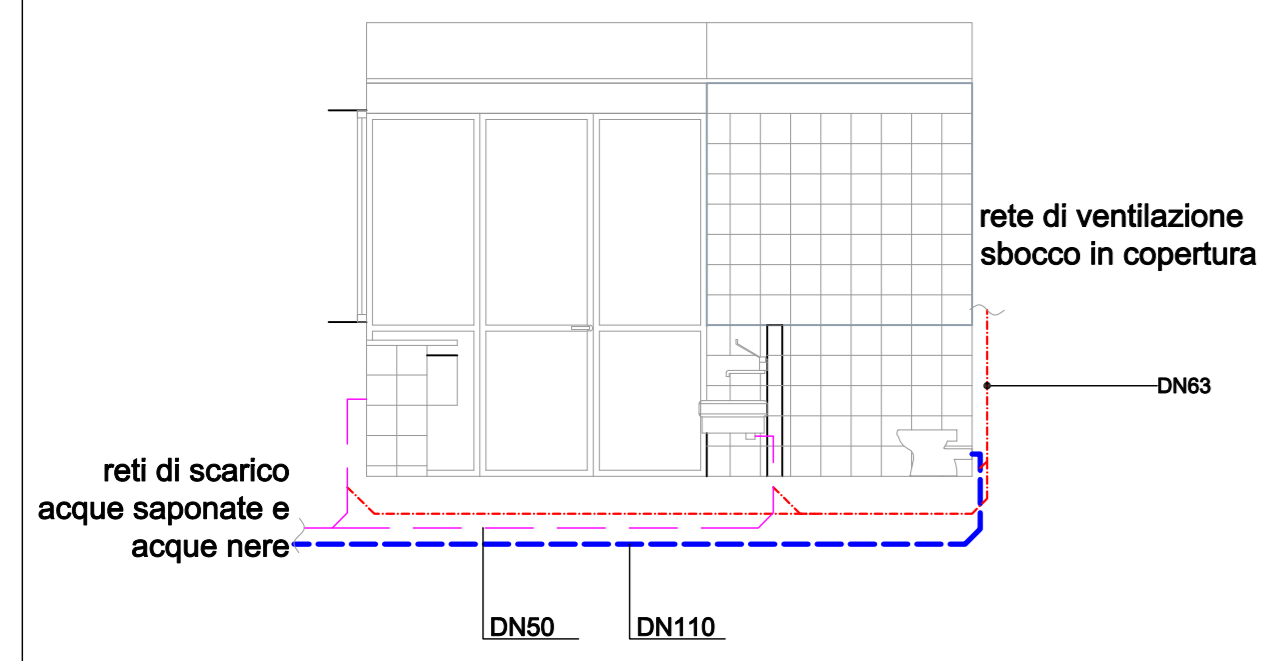 rete di ventilazione
sbocco in copertura
DN63
reti di scarico
acque saponate e
acque nere
DN50
DN110